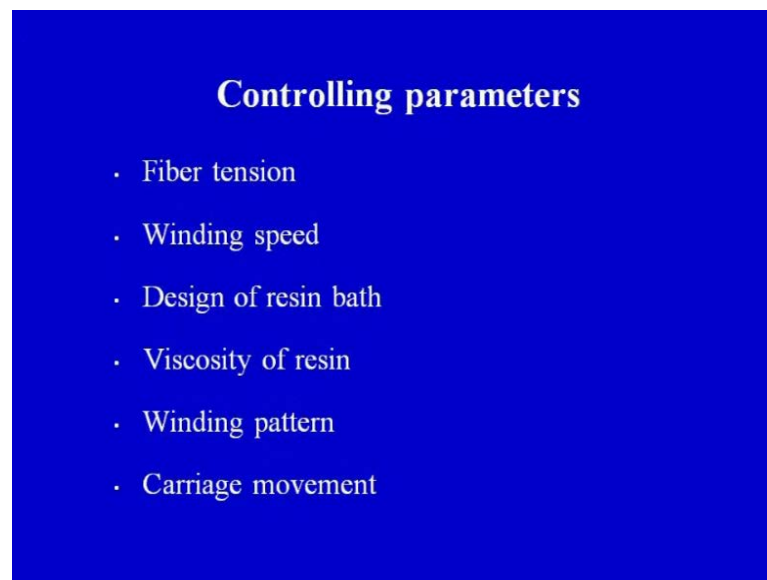 Controlling parameters
· Fiber tension
· Winding speed
· Design of resin bath
· Viscosity of resin
· Winding pattern
· Carriage movement